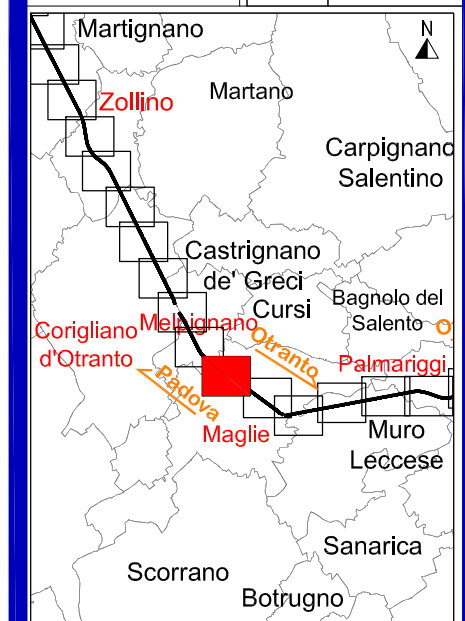 Martignano
N
Zollino
Martano
Carpignano
Salentino
Castrignano
de' Greci
Cursi
Bagnolo del
Salento
Melpignano
Corigliano
d'Otranto
Otranto
Palmariggi
Padova
Maglie
Muro
Leccese
Sanarica
Scorrano
Botrugno